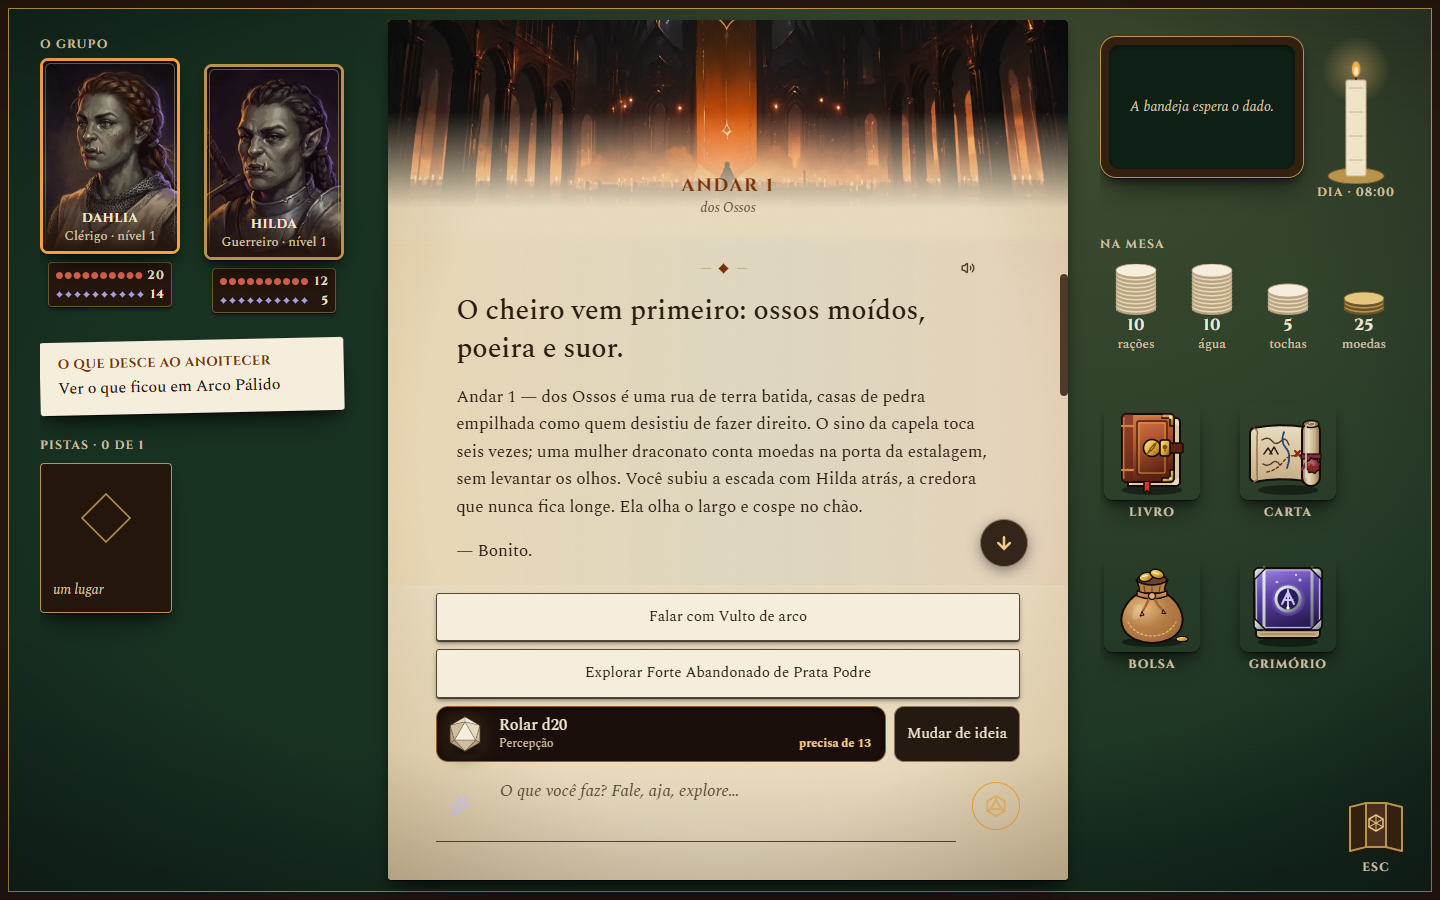 O GRUPO
DAHLIA
Clérigo · nível 1
20
14
HILDA
Guerreiro · nível 1
12
5
O QUE DESCE AO ANOITECER
Ver o que ficou em Arco Pálido
PISTAS · 0 DE 1
um lugar
ANDAR 1
dos Ossos
O cheiro vem primeiro: ossos moídos,
poeira e suor.
Andar 1 — dos Ossos é uma rua de terra batida, casas de pedra
empilhada como quem desistiu de fazer direito. O sino da capela toca
seis vezes; uma mulher draconato conta moedas na porta da estalagem,
sem levantar os olhos. Você subiu a escada com Hilda atrás, a credora
que nunca fica longe. Ela olha o largo e cospe no chão.
— Bonito.
Falar com Vulto de arco
Explorar Forte Abandonado de Prata Podre
Rolar d20
Percepção
precisa de 13
Mudar de ideia
O que você faz? Fale, aja, explore...
A bandeja espera o dado.
DIA · 08:00
NA MESA
10
rações
10
água
5
tochas
25
moedas
LIVRO
CARTA
BOLSA
GRIMÓRIO
ESC